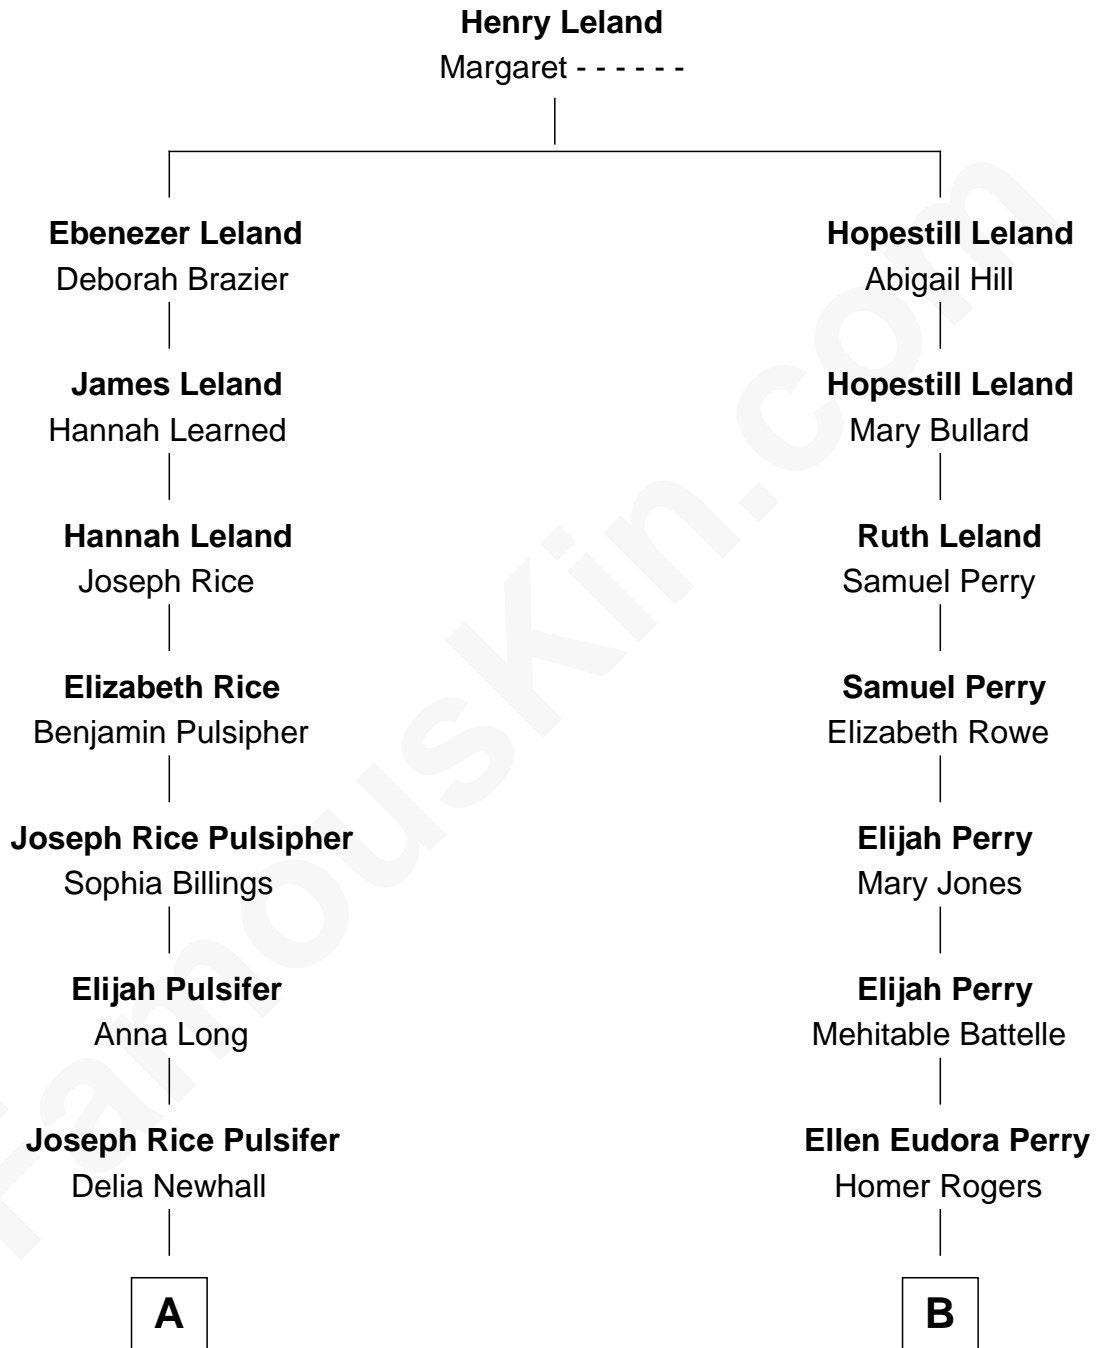 Henry Leland
Margaret - - - - - -
Ebenezer Leland
Deborah Brazier
Hopestill Leland
Abigail Hill
James Leland
Hannah Learned
Hopestill Leland
Mary Bullard
Hannah Leland
Joseph Rice
Ruth Leland
Samuel Perry
Elizabeth Rice
Benjamin Pulsipher
Samuel Perry
Elizabeth Rowe
Joseph Rice Pulsipher
Sophia Billings
Elijah Perry
Mary Jones
Elijah Pulsifer
Anna Long
Elijah Perry
Mehitable Battelle
Joseph Rice Pulsifer
Delia Newhall
Ellen Eudora Perry
Homer Rogers
A
B
FamousKin.com